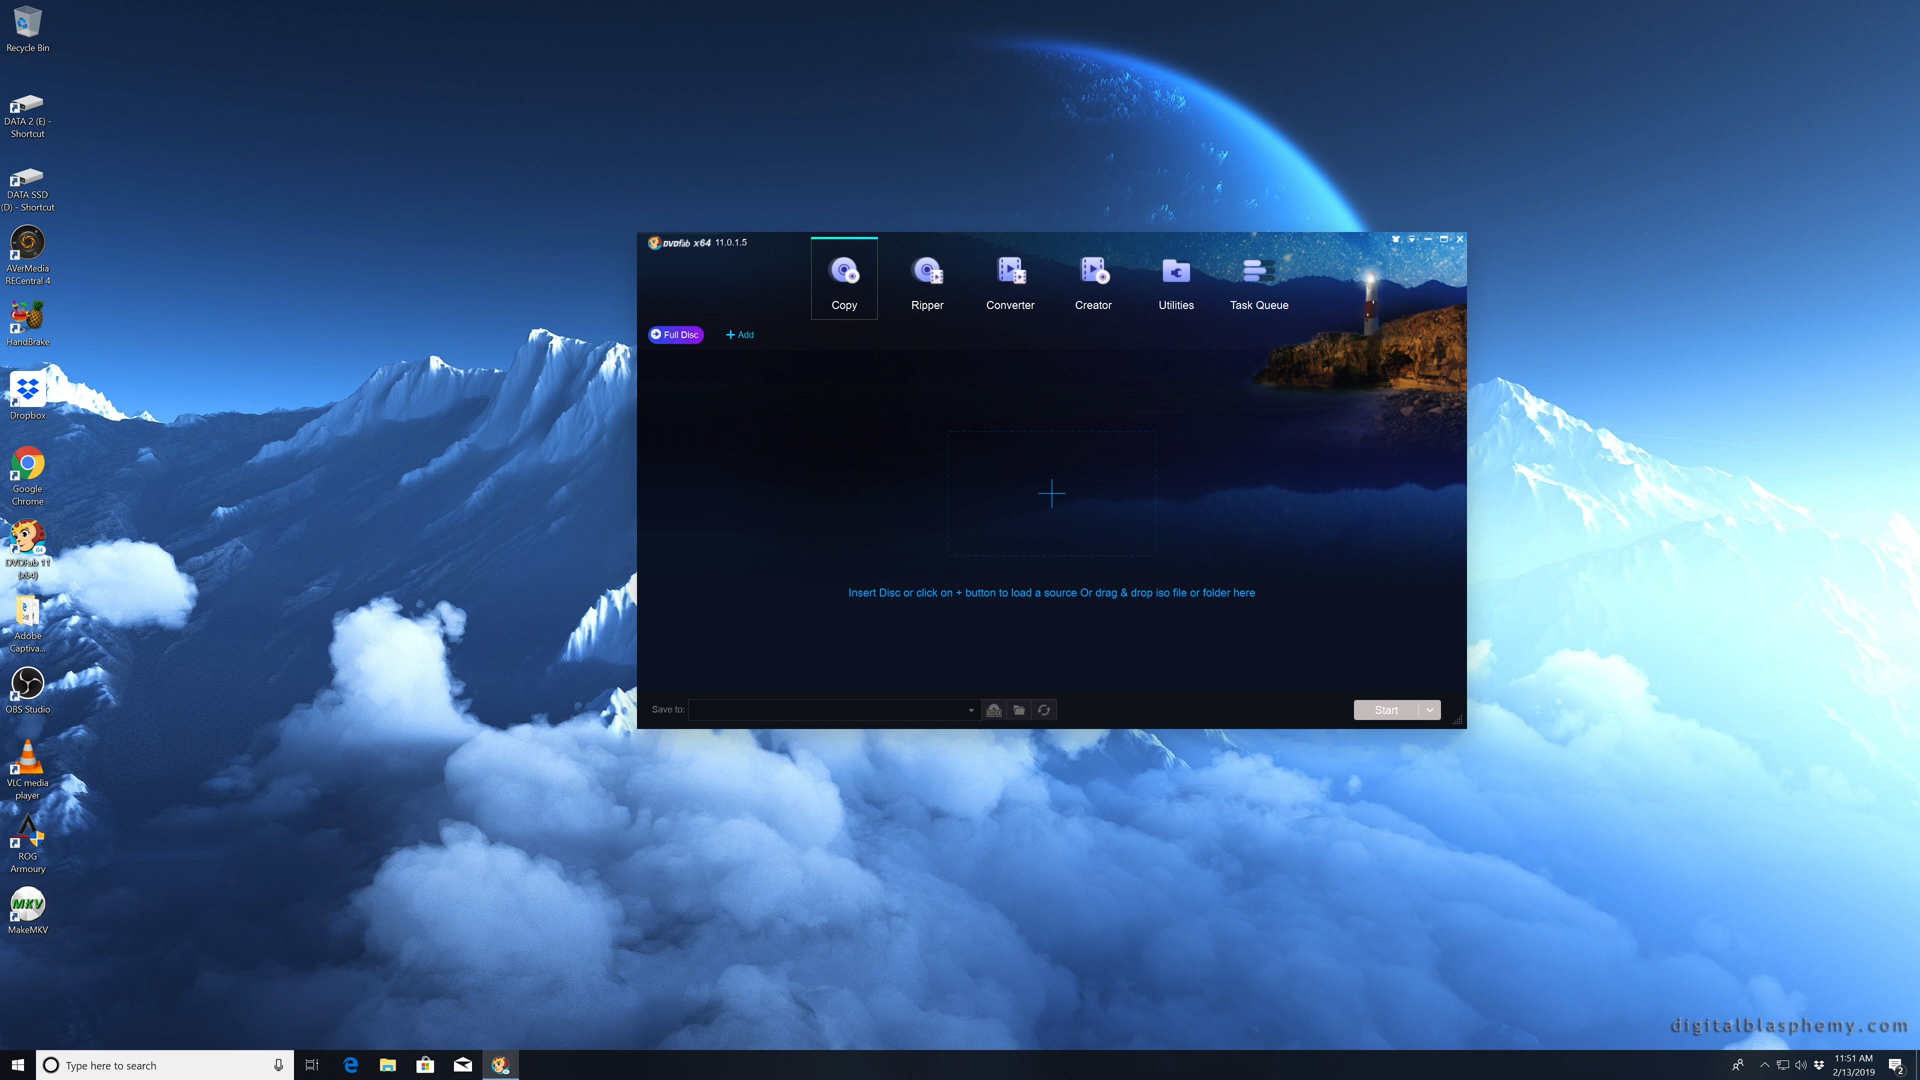 Recycle Bin
DATA 2 (E) -
Shortcut
DATA SSD
(D) - Shortcut
AVerMedia
RECentral 4
HandBrake
Dropbox
Google
Chrome
64
DVDFab 11
(x64)
Adobe
Captiva...
OBS Studio
VLC media
player
ROG
Armoury
MKV
MakeMKV
DVDFab x64 11.0.1.5
Copy
Ripper
Converter
Creator
Utilities
Task Queue
Full Disc
+ Add
Insert Disc or click on + button to load a source Or drag & drop iso file or folder here
Save to:
Start
digitalblasphemy.com
Type here to search
11:51 AM
2/13/2019
2